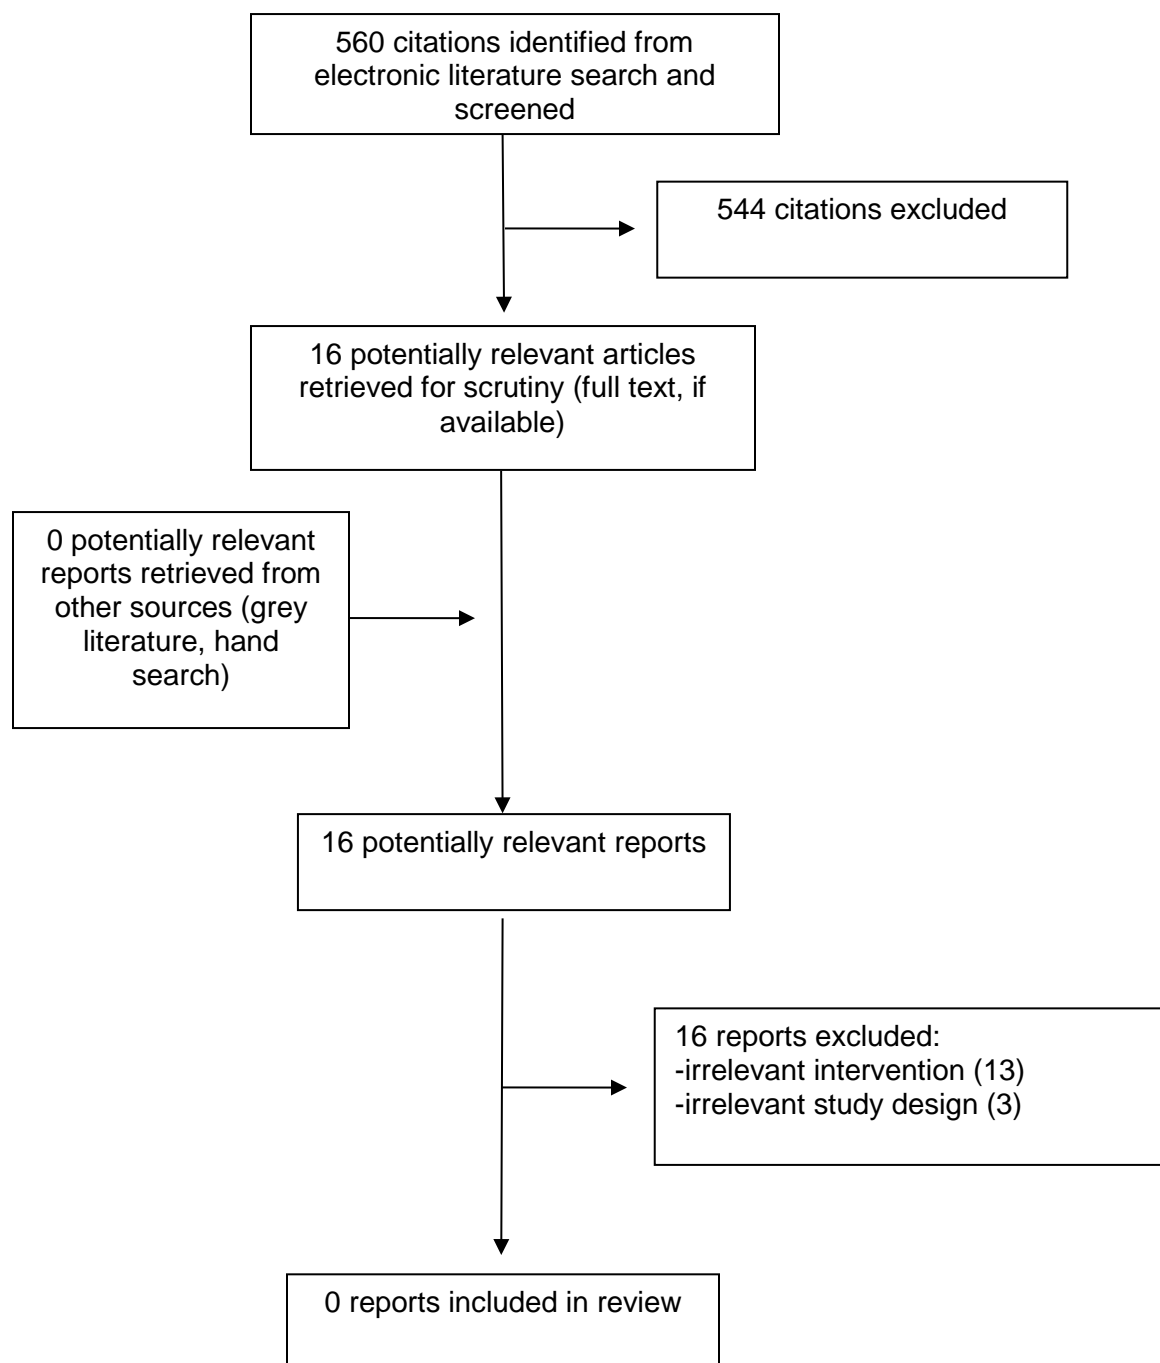 560 citations identified from
electronic literature search and
screened
544 citations excluded
16 potentially relevant articles
retrieved for scrutiny (full text, if
available)
0 potentially relevant
reports retrieved from
other sources (grey
literature, hand
search)
16 potentially relevant reports
16 reports excluded:
-irrelevant intervention (13)
-irrelevant study design (3)
0 reports included in review